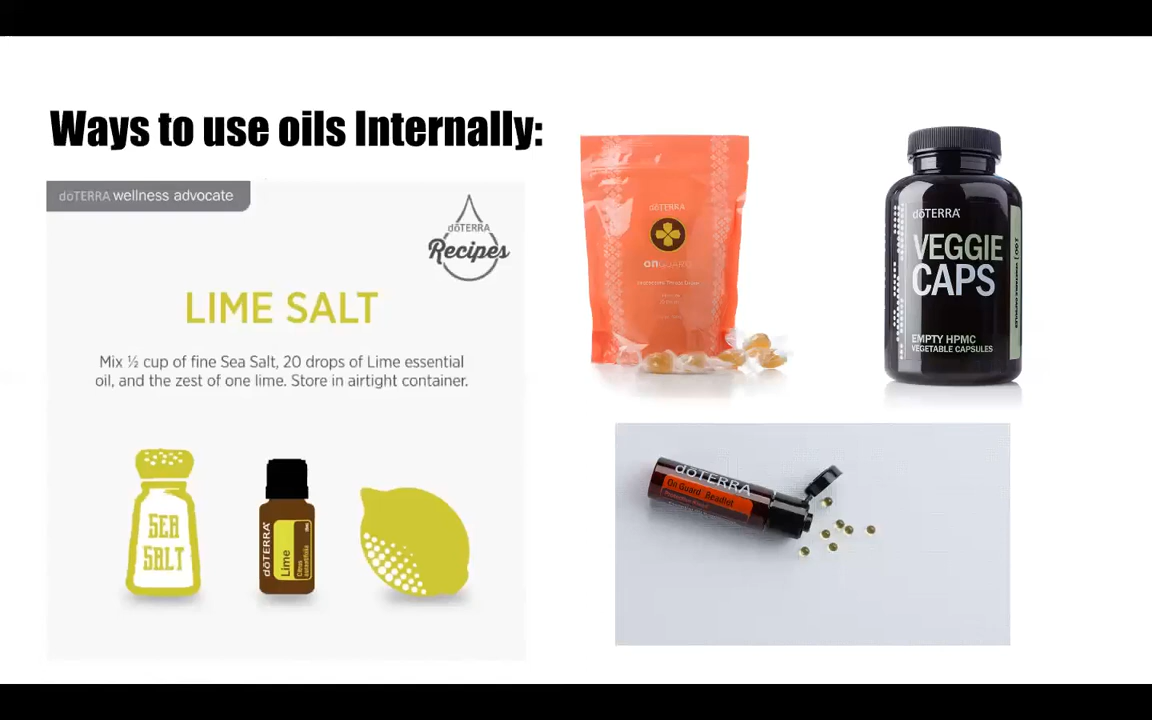 Ways to use oils Internally:
dōTERRA wellness advocate
dōTERRA
Recipes
LIME SALT
Mix ½ cup of fine Sea Salt, 20 drops of Lime essential
oil, and the zest of one lime. Store in airtight container.
SEA
SALT
dōTERRA
Lime
Citrus
dōTERRA
onGUARD
dōTERRA
VEGGIE
CAPS
EMPTY HPMC
VEGETABLE CAPSULES
dōTERRA
On Guard Beadlet